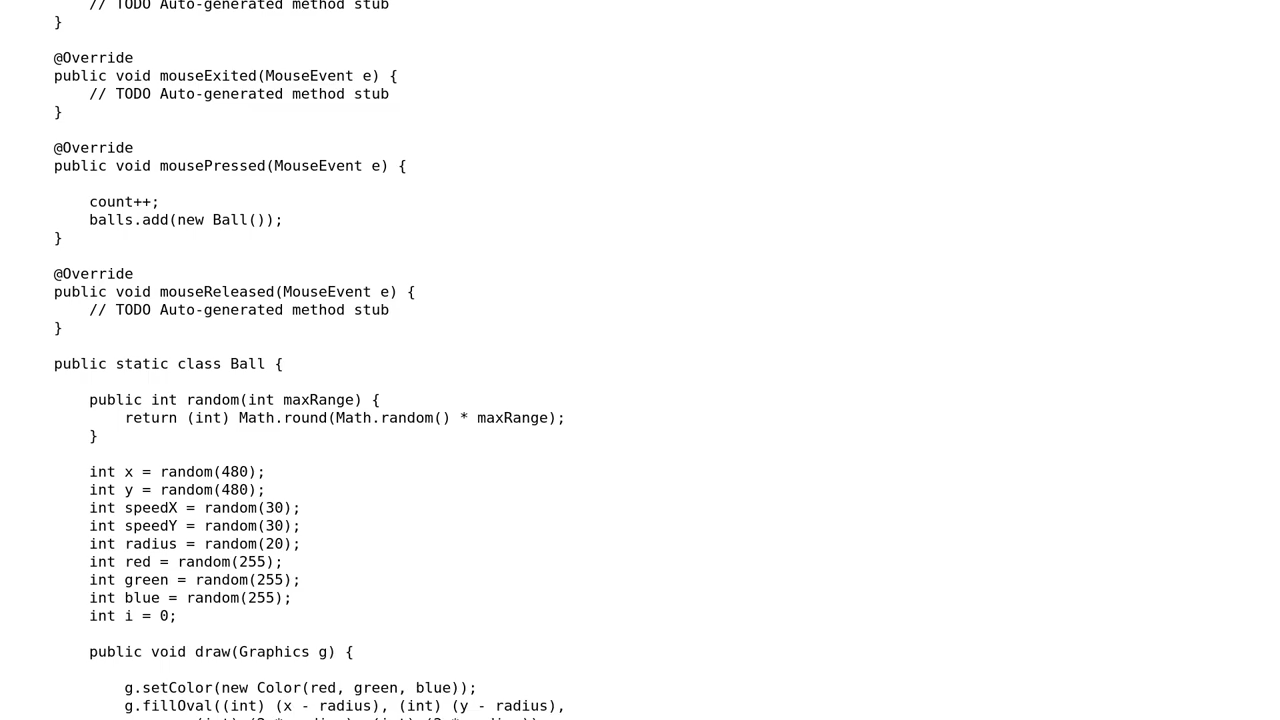 // TODO Auto-generated method stub
}
@Override
public void mouseExited(MouseEvent e) {
// TODO Auto-generated method stub
}
@Override
public void mousePressed(MouseEvent e) {
count++;
balls.add(new Ball());
}
@Override
public void mouseReleased(MouseEvent e) {
// TODO Auto-generated method stub
}
public static class Ball {
public int random(int maxRange) {
return (int) Math.round(Math.random() * maxRange);
}
int x = random(480);
int y = random(480);
int speedX = random(30);
int speedY = random(30);
int radius = random(20);
int red = random(255);
int green = random(255);
int blue = random(255);
int i = 0;
public void draw(Graphics g) {
g.setColor(new Color(red, green, blue));
g.fillOval((int) (x - radius), (int) (y - radius),